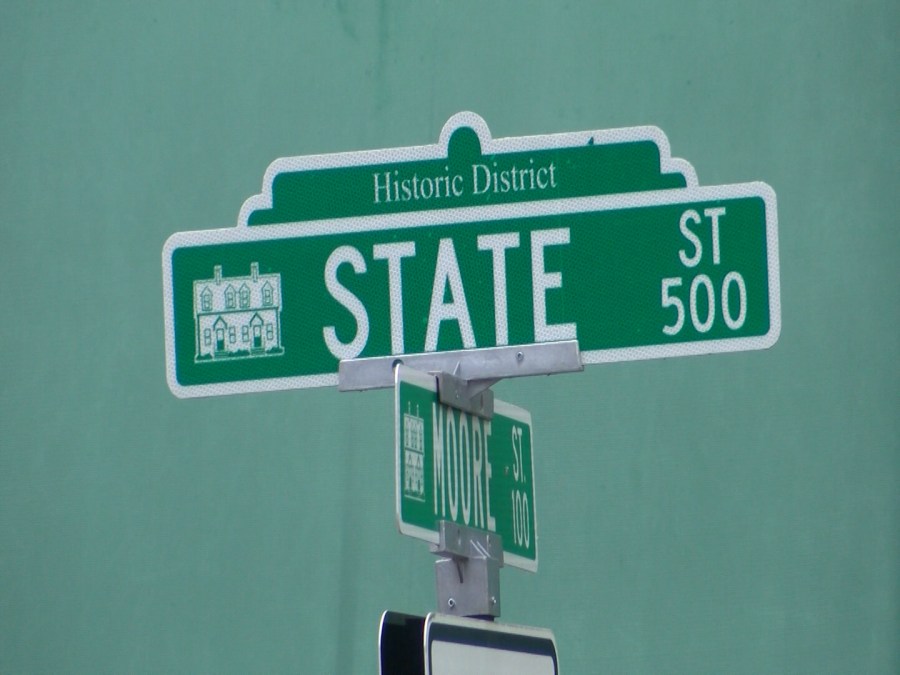 Historic District
STATE ST
500
MOORE ST.
100